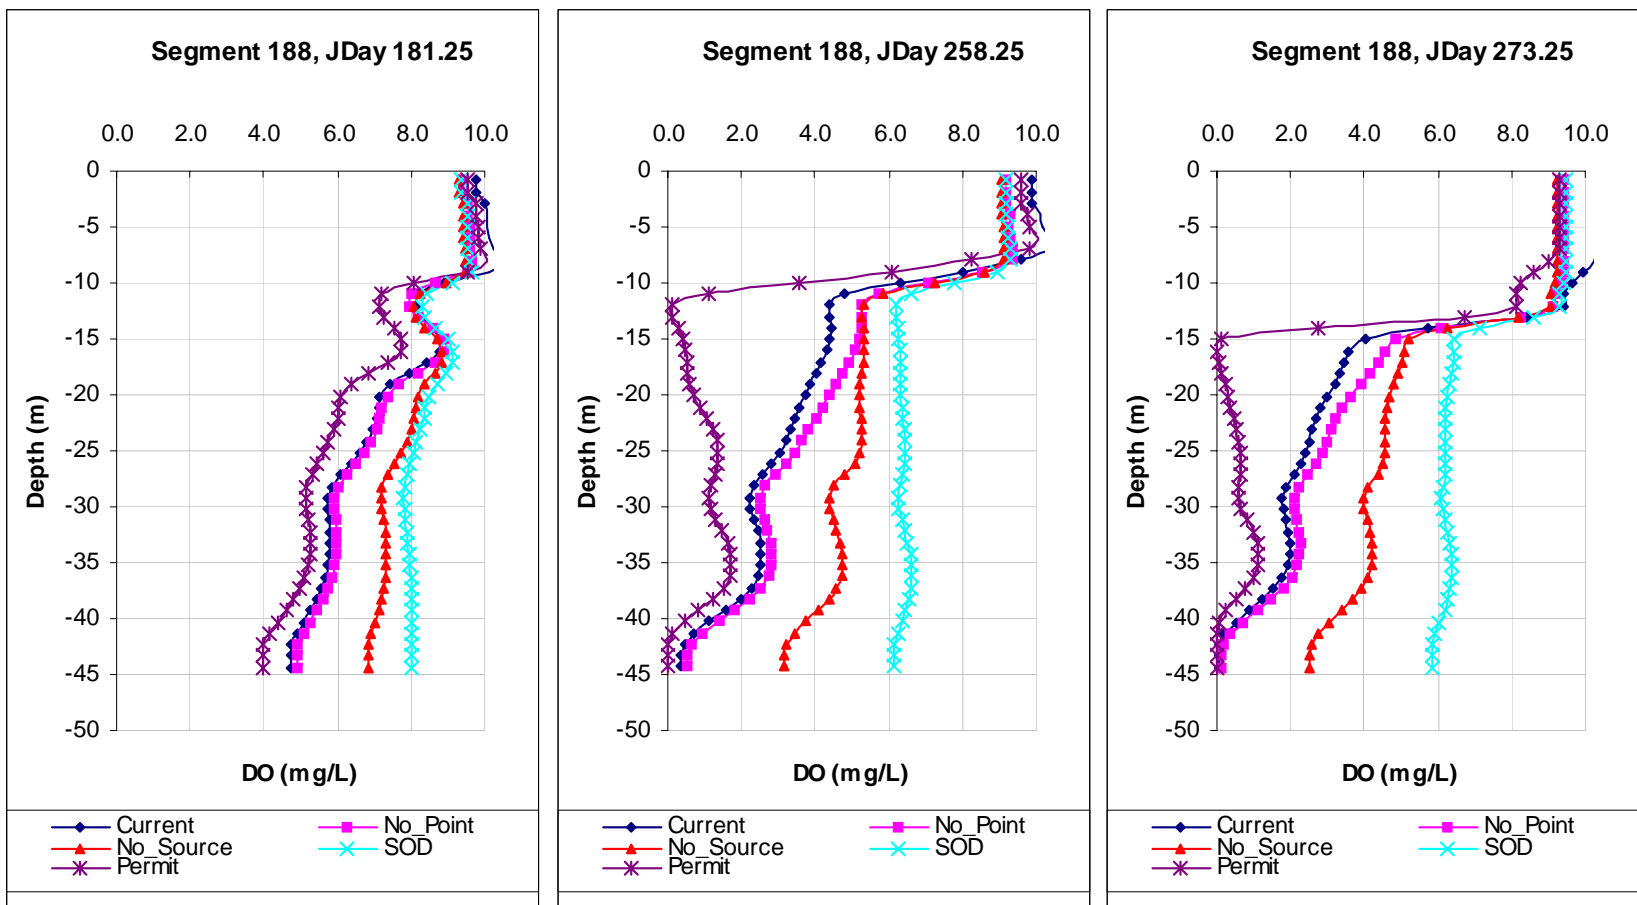 Segment 188, JDay 181.25
0.0 2.0 4.0 6.0 8.0 10.0
0
-5
-10
-15
-20
-25
-30
-35
-40
-45
-50
Depth (m)
DO (mg/L)
Current No_Point
No_Source SOD
Permit
Segment 188, JDay 258.25
0.0 2.0 4.0 6.0 8.0 10.0
0
-5
-10
-15
-20
-25
-30
-35
-40
-45
-50
Depth (m)
DO (mg/L)
Current No_Point
No_Source SOD
Permit
Segment 188, JDay 273.25
0.0 2.0 4.0 6.0 8.0 10.0
0
-5
-10
-15
-20
-25
-30
-35
-40
-45
-50
Depth (m)
DO (mg/L)
Current No_Point
No_Source SOD
Permit